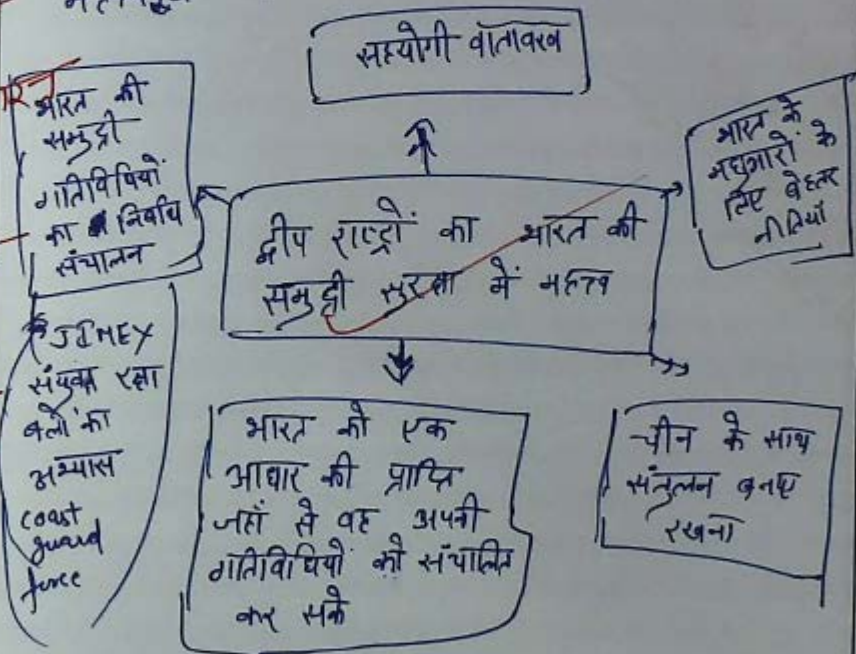 सहयोगी वातावरण
भारत की
समुद्री
गतिविधियों
का निर्बाध
संचालन
भारत के
मछुआरों के
लिए बेहतर
नीतियाँ
द्वीप राष्ट्रों का भारत की
समुद्री सुरक्षा में महत्त्व
JIMEX
संयुक्त रक्षा
बलों का
अभ्यास
coast
guard
force
भारत को एक
आधार की प्राप्ति
जहाँ से वह अपनी
गतिविधियों को संचालित
कर सके
चीन के साथ
संतुलन बनाए
रखना